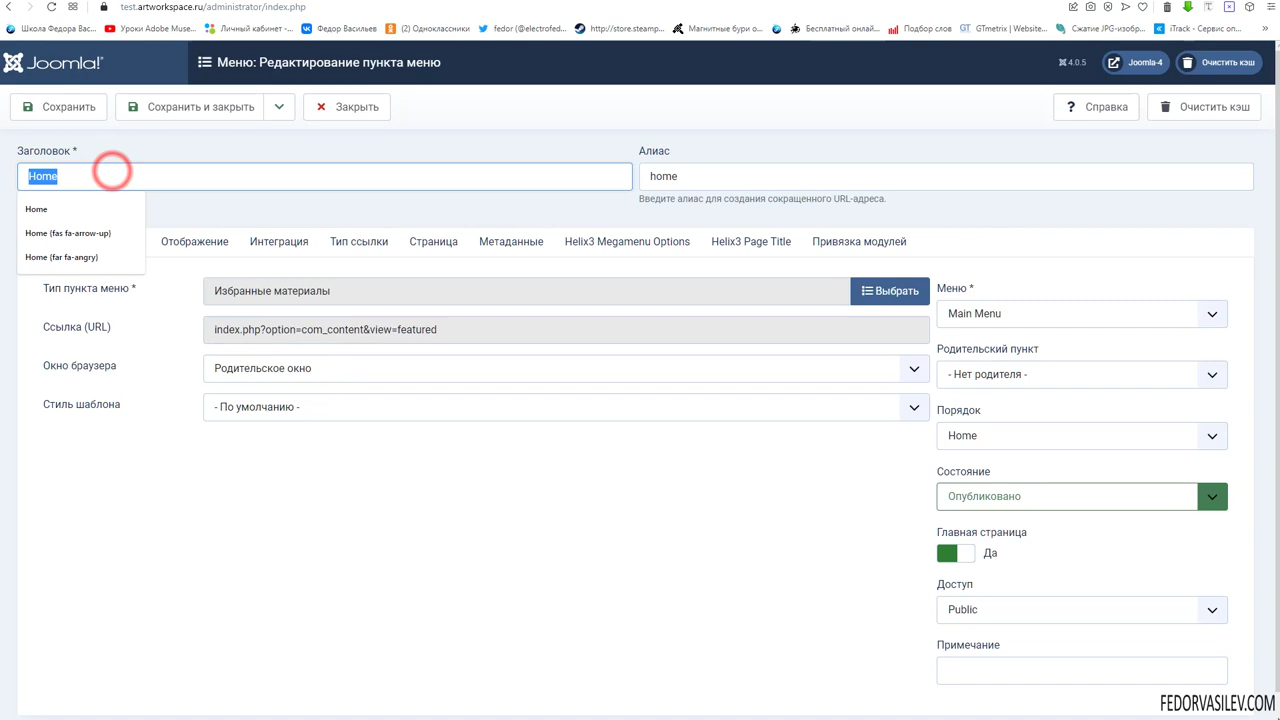 test.artworkspace.ru/administrator/index.php
Школа Федора Вас...
Уроки Adobe Muse...
Личный кабинет -...
Федор Васильев
(2) Одноклассники
fedor (@electrofed...
http://store.steamp...
Магнитные бури о...
Бесплатный онлай...
Подбор слов
GTmetrix | Website...
Сжатие JPG-изобр...
iTrack - Сервис оп...
Joomla!
Меню: Редактирование пункта меню
4.0.5
Joomla-4
Очистить кэш
Сохранить
Сохранить и закрыть
Закрыть
Справка
Очистить кэш
Заголовок *
Алиас
Home
home
Введите алиас для создания сокращенного URL-адреса.
Home
Home {fas fa-arrow-up}
Home {far fa-angry}
Отображение
Интеграция
Тип ссылки
Страница
Метаданные
Helix3 Megamenu Options
Helix3 Page Title
Привязка модулей
Тип пункта меню *
Избранные материалы
Выбрать
Меню *
Main Menu
Ссылка (URL)
index.php?option=com_content&view=featured
Родительский пункт
Окно браузера
Родительское окно
- Нет родителя -
Стиль шаблона
- По умолчанию -
Порядок
Home
Состояние
Опубликовано
Главная страница
Да
Доступ
Public
Примечание
FEDORVASILEV.COM